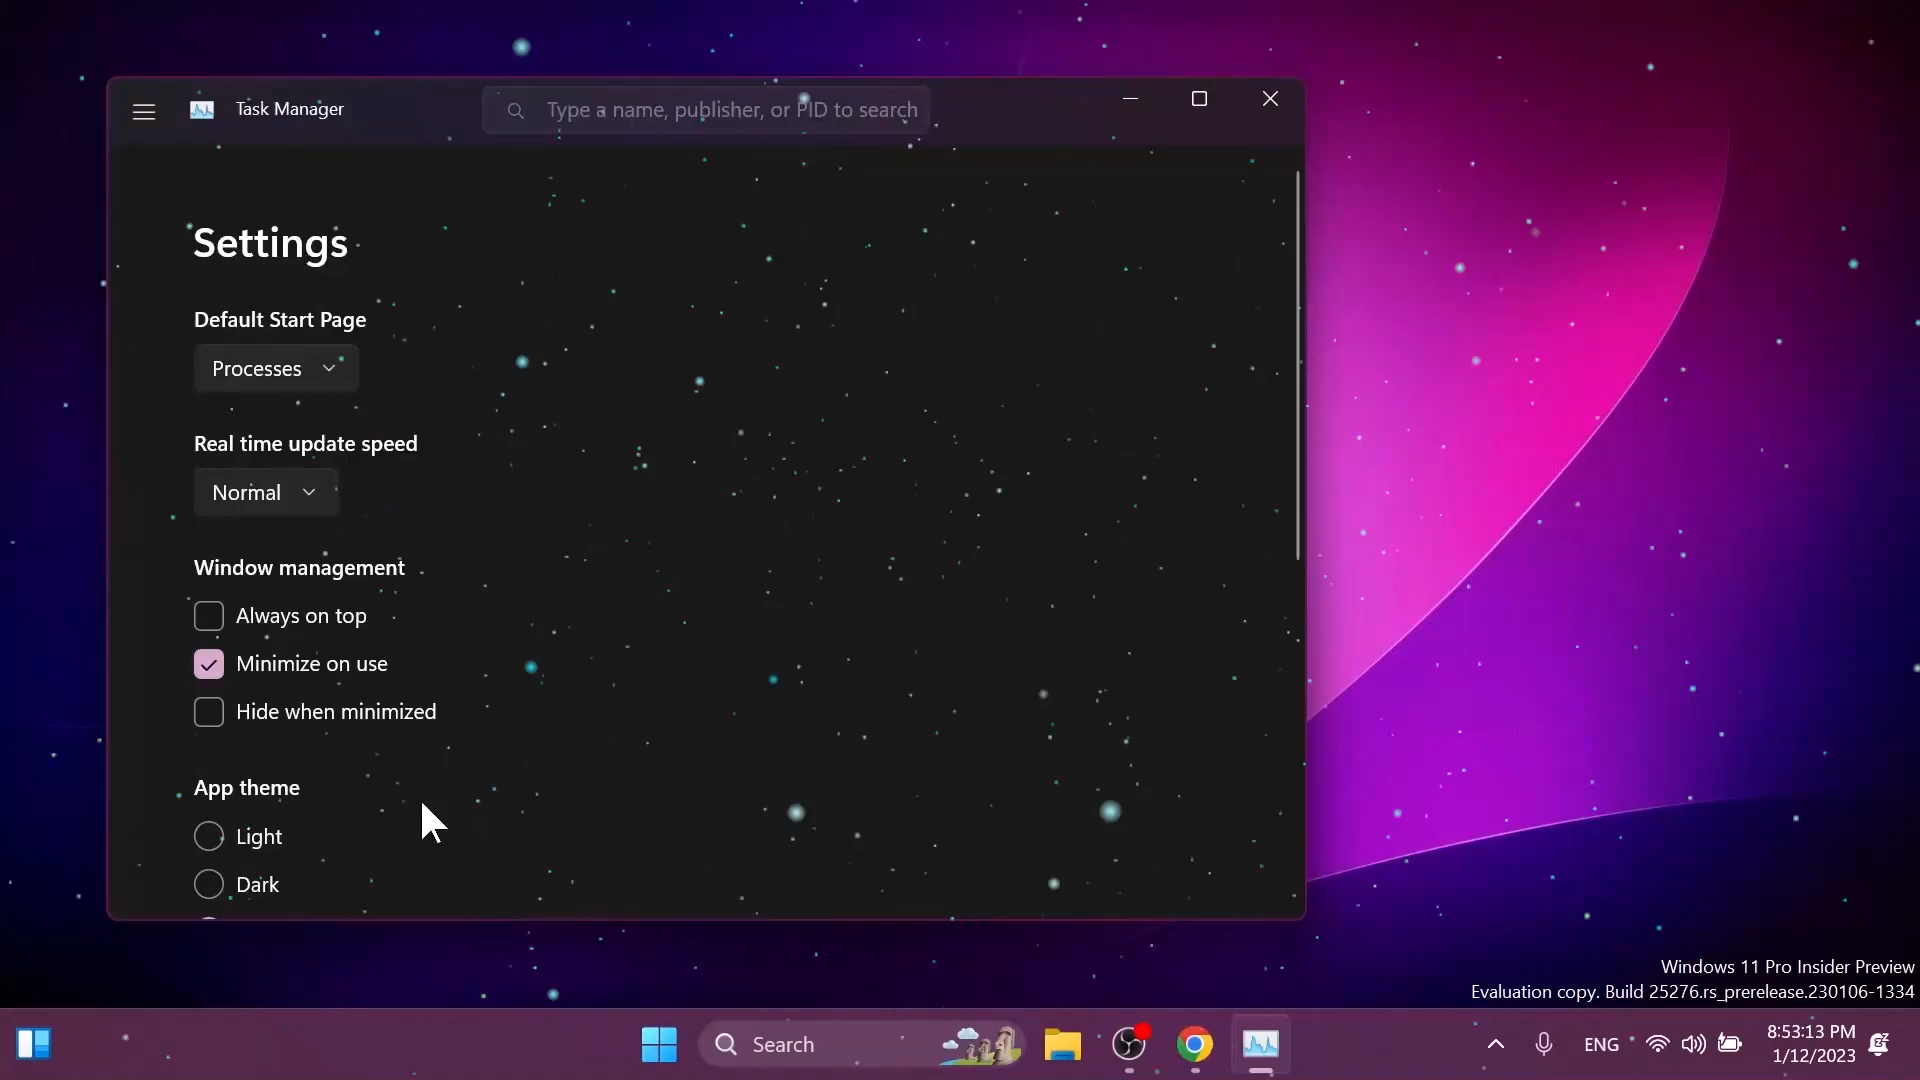 Task Manager
Type a name, publisher, or PID to search
Settings
Default Start Page
Processes
Real time update speed
Normal
Window management
Always on top
Minimize on use
Hide when minimized
App theme
Light
Dark
Windows 11 Pro Insider Preview
Evaluation copy. Build 25276.rs_prerelease.230106-1334
Search
ENG
8:53:13 PM
1/12/2023